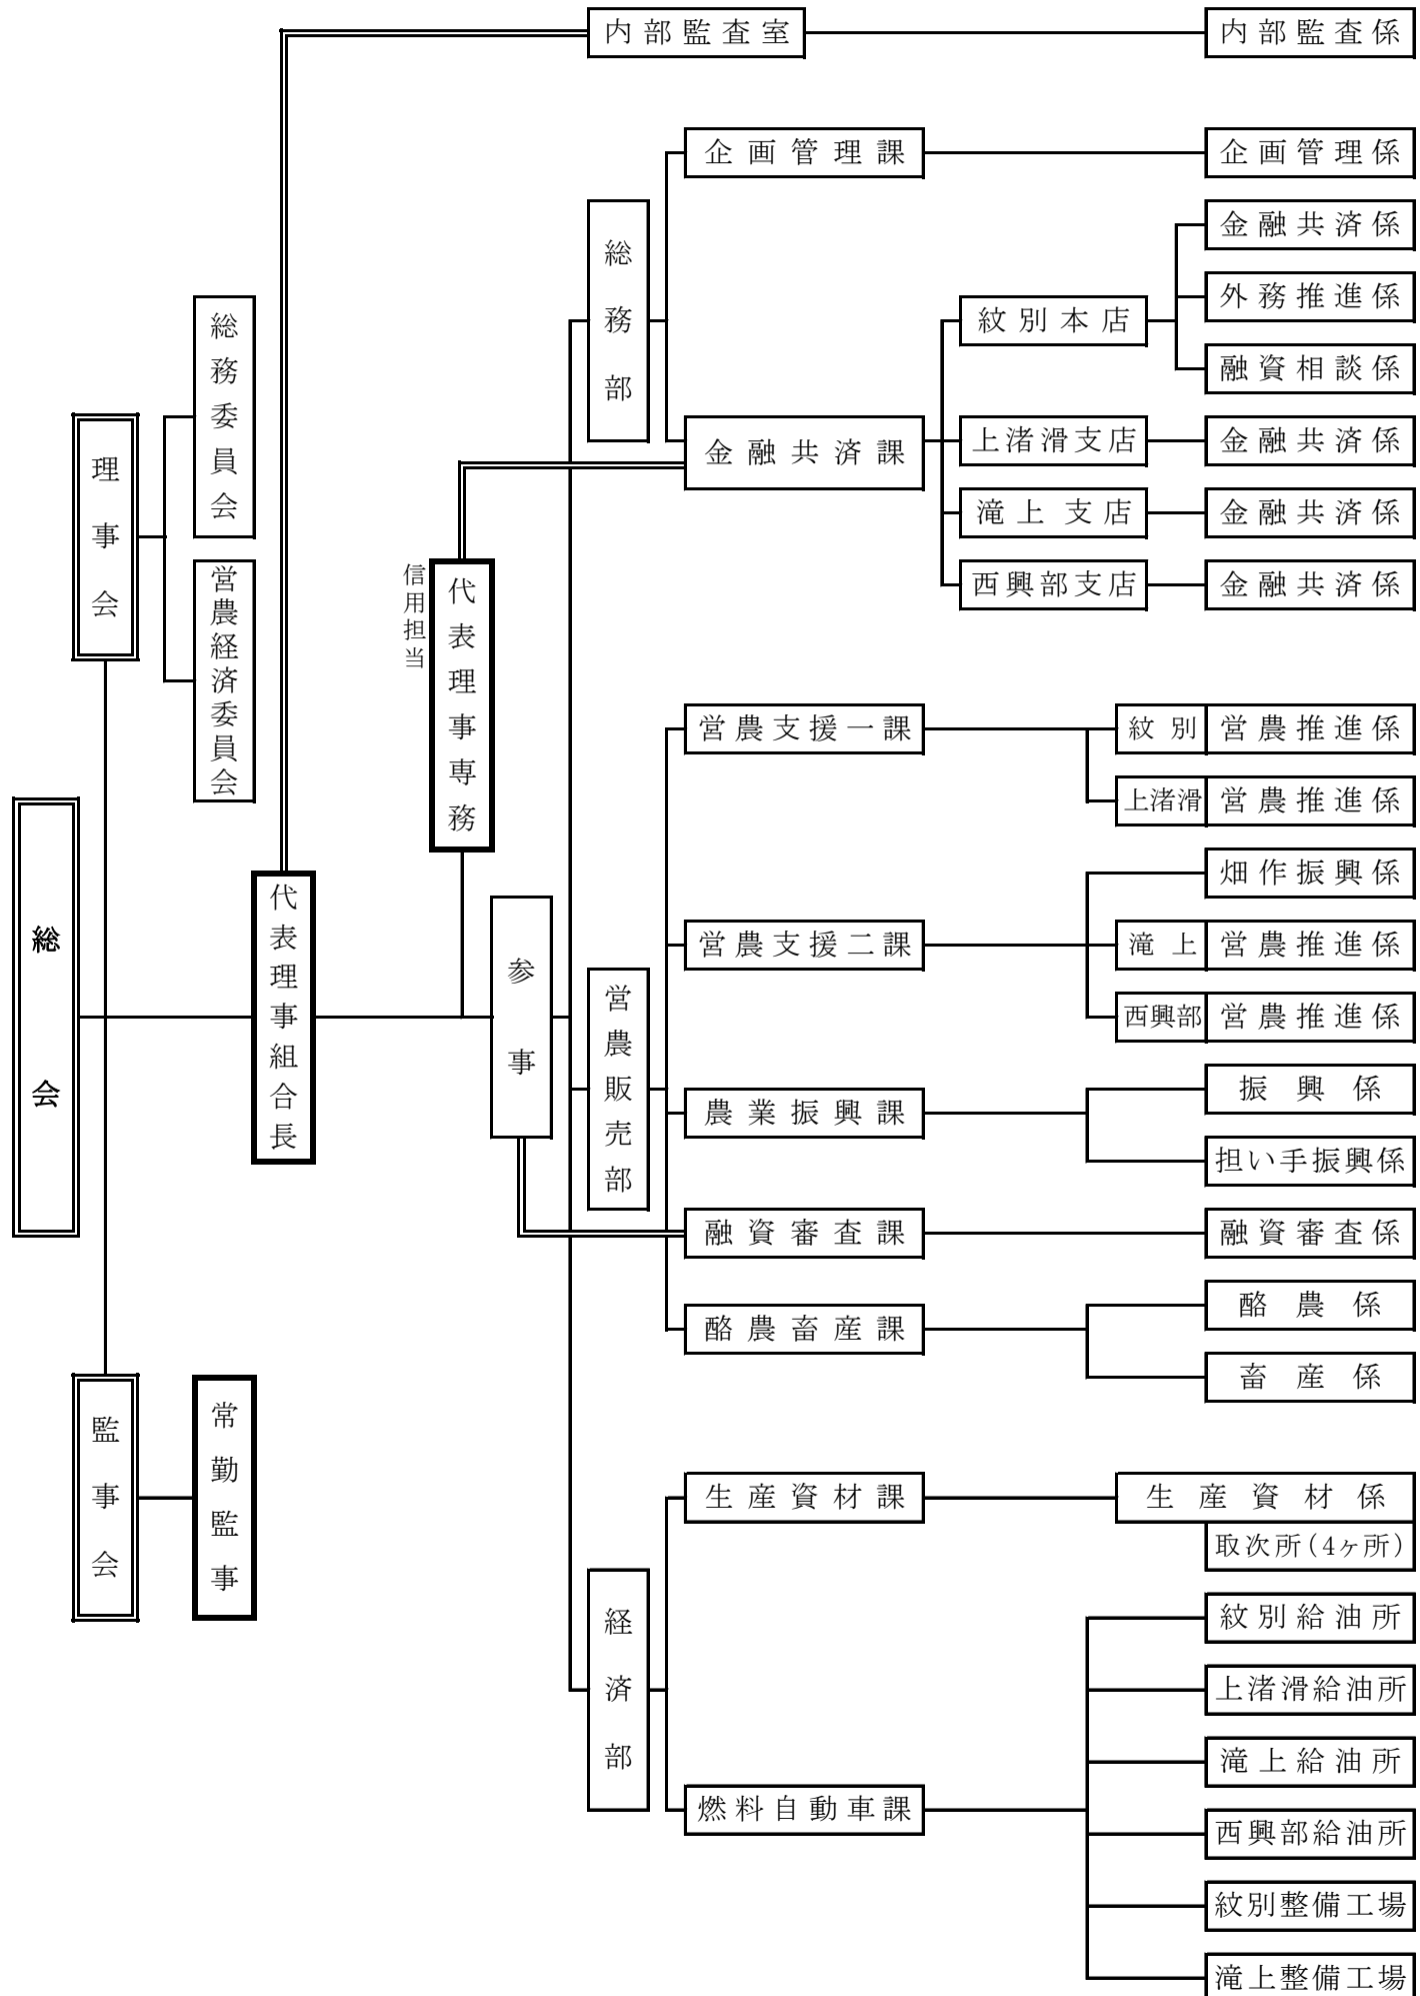 総会
理事会
総務委員会
営農経済委員会
監事会
常勤監事
代表理事組合長
信用担当
代表理事専務
参事
内部監査室
内部監査係
総務部
企画管理課
企画管理係
金融共済課
紋別本店
金融共済係
外務推進係
融資相談係
上渚滑支店
金融共済係
滝上支店
金融共済係
西興部支店
金融共済係
営農販売部
営農支援一課
紋別 営農推進係
上渚滑 営農推進係
営農支援二課
畑作振興係
滝上 営農推進係
西興部 営農推進係
農業振興課
振興係
担い手振興係
融資審査課
融資審査係
酪農畜産課
酪農係
畜産係
経済部
生産資材課
生産資材係
取次所(4ヶ所)
燃料自動車課
紋別給油所
上渚滑給油所
滝上給油所
西興部給油所
紋別整備工場
滝上整備工場